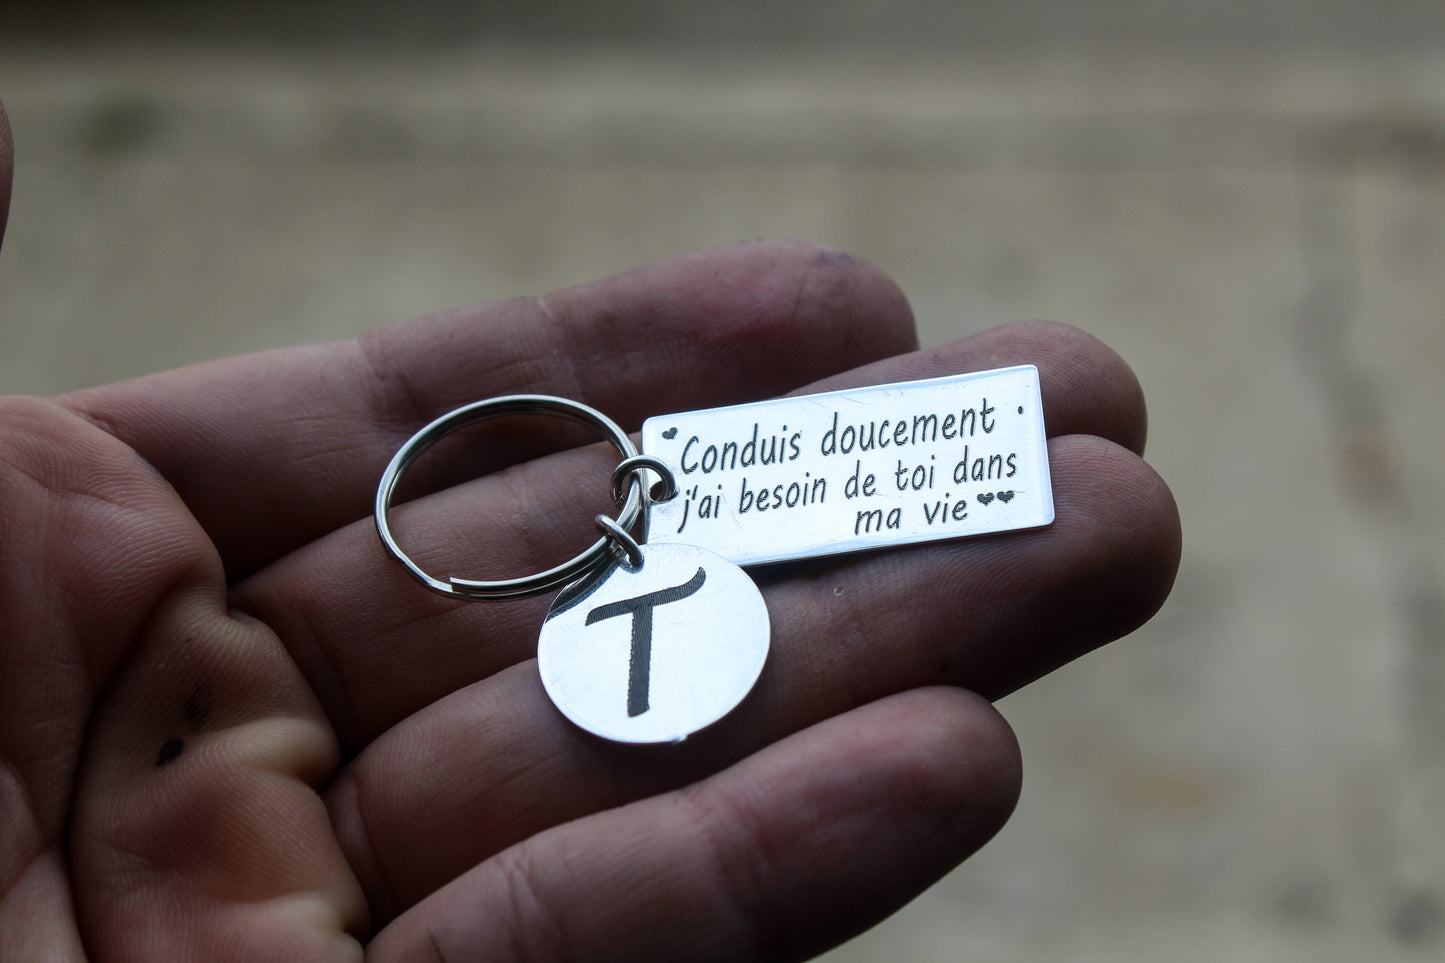 Conduis doucement
j'ai besoin de toi dans
ma vie
T